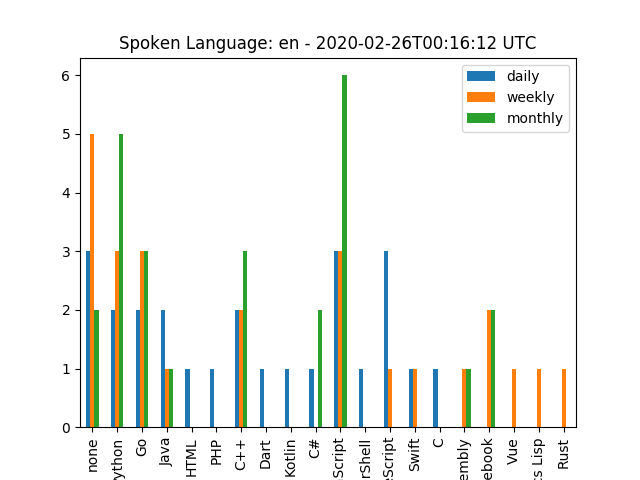 Spoken Language: en - 2020-02-26T00:16:12 UTC
daily
weekly
monthly
6
5
4
3
2
1
0
none
ython
Go
Java
HTML
PHP
C++
Dart
Kotlin
C#
Script
rShell
eScript
Swift
C
embly
ebook
Vue
s Lisp
Rust